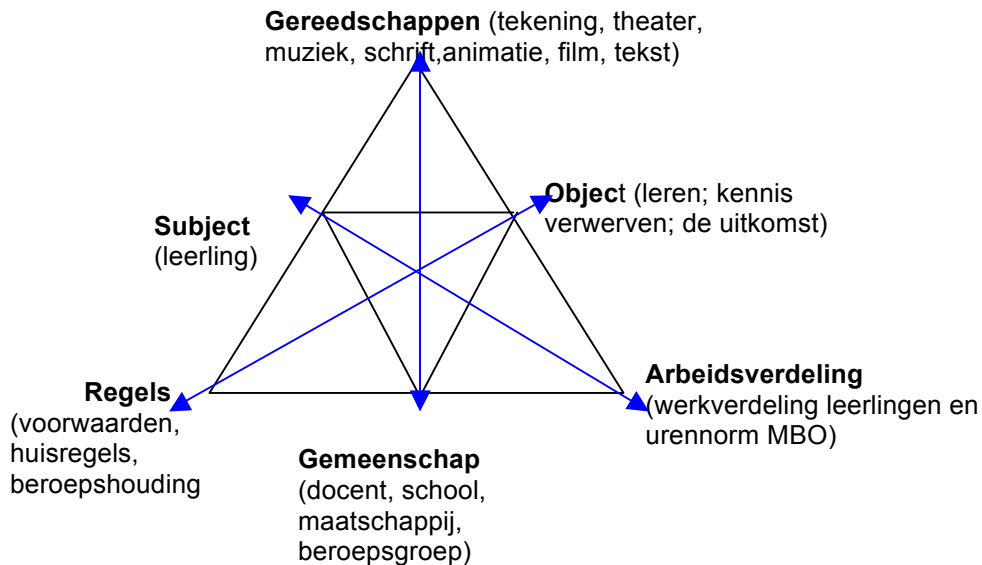 Gereedschappen (tekening, theater,
muziek, schrift,animatie, film, tekst)
Subject
(leerling)
Object (leren; kennis
verwerven; de uitkomst)
Regels
(voorwaarden,
huisregels,
beroepshouding
Gemeenschap
(docent, school,
maatschappij,
beroepsgroep)
Arbeidsverdeling
(werkverdeling leerlingen en
urennorm MBO)